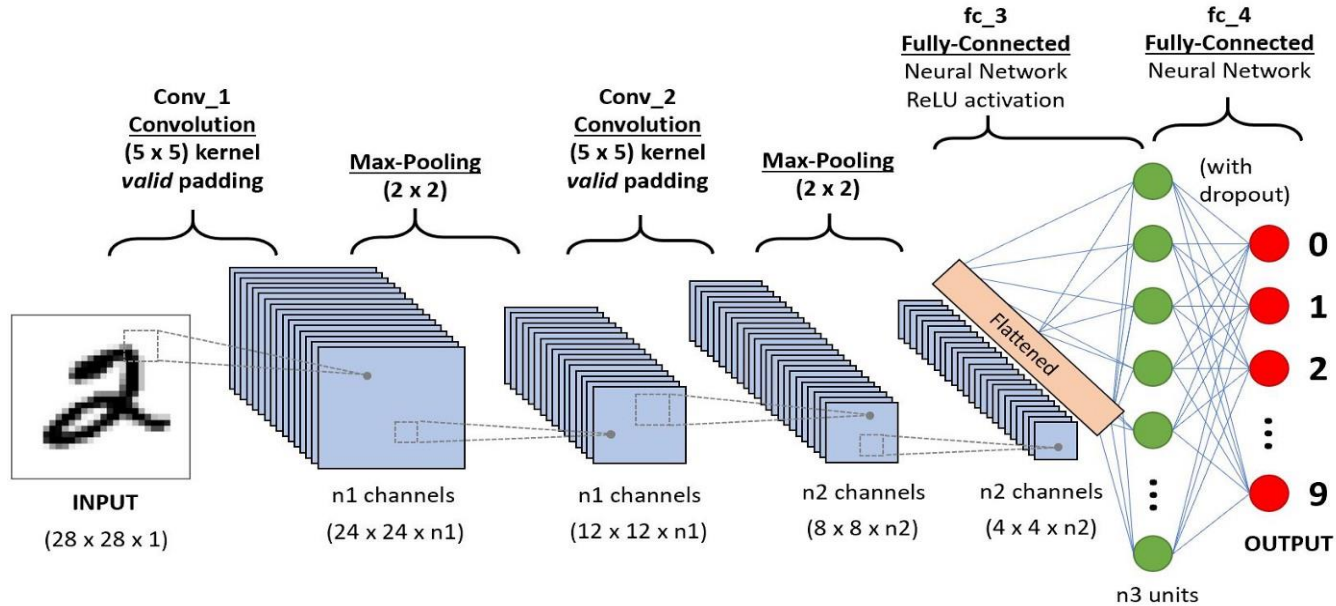 fc_3
Fully-Connected
Neural Network
ReLU activation
fc_4
Fully-Connected
Neural Network
Conv_1
Convolution
(5 x 5) kernel
valid padding
Max-Pooling
(2 x 2)
Conv_2
Convolution
(5 x 5) kernel
valid padding
Max-Pooling
(2 x 2)
(with
dropout)
Flattened
0
1
2
...
9
...
INPUT
(28 x 28 x 1)
n1 channels
(24 x 24 x n1)
n1 channels
(12 x 12 x n1)
n2 channels
(8 x 8 x n2)
n2 channels
(4 x 4 x n2)
OUTPUT
n3 units